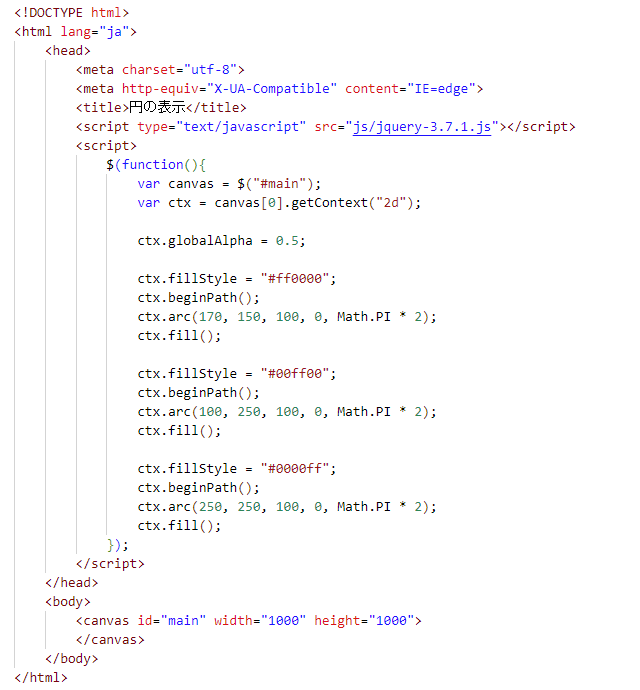 <!DOCTYPE html>
<html lang="ja">
    <head>
        <meta charset="utf-8">
        <meta http-equiv="X-UA-Compatible" content="IE=edge">
        <title>円の表示</title>
        <script type="text/javascript" src="js/jquery-3.7.1.js"></script>
        <script>
            $(function(){
                var canvas = $("#main");
                var ctx = canvas[0].getContext("2d");

                ctx.globalAlpha = 0.5;

                ctx.fillStyle = "#ff0000";
                ctx.beginPath();
                ctx.arc(170, 150, 100, 0, Math.PI * 2);
                ctx.fill();

                ctx.fillStyle = "#00ff00";
                ctx.beginPath();
                ctx.arc(100, 250, 100, 0, Math.PI * 2);
                ctx.fill();

                ctx.fillStyle = "#0000ff";
                ctx.beginPath();
                ctx.arc(250, 250, 100, 0, Math.PI * 2);
                ctx.fill();
            });
        </script>
    </head>
    <body>
        <canvas id="main" width="1000" height="1000">
        </canvas>
    </body>
</html>